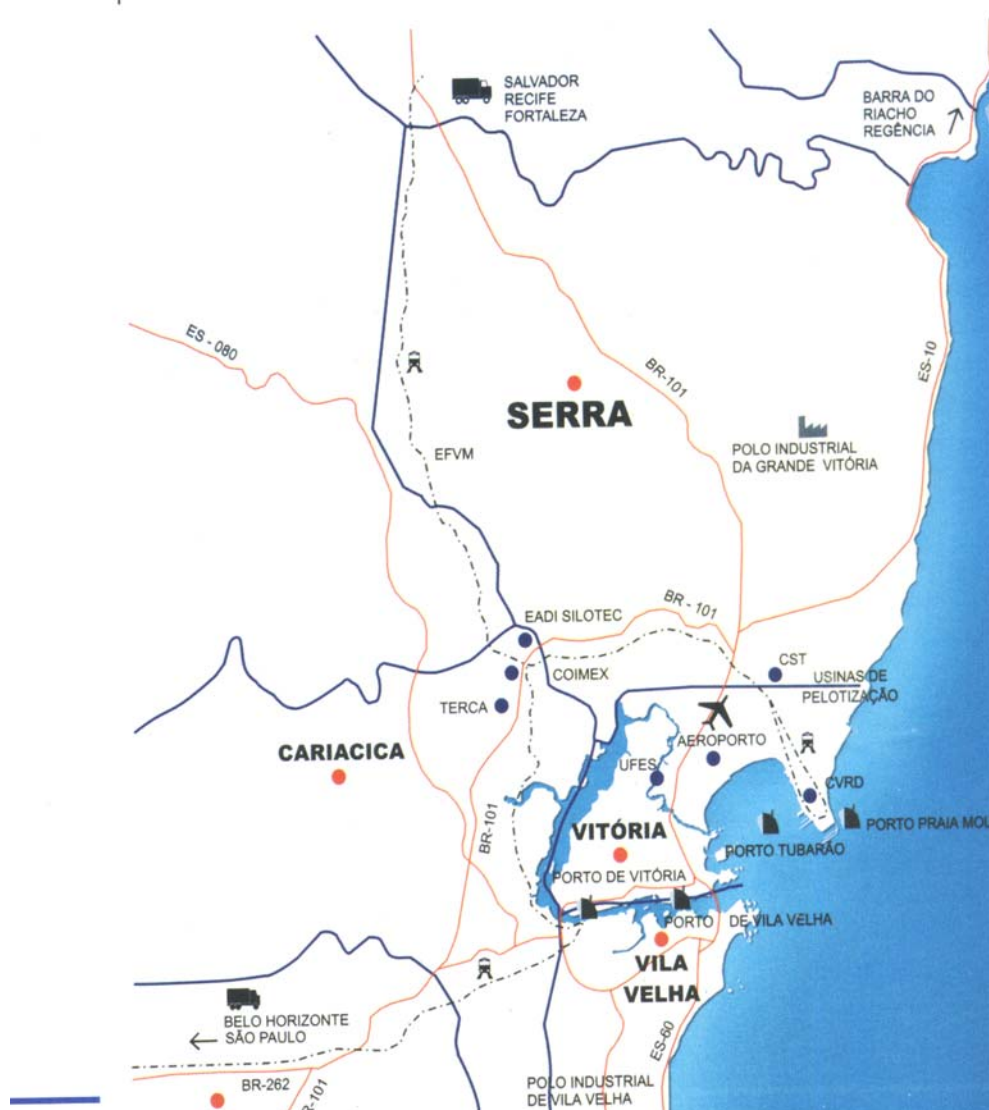 SALVADOR
RECIFE
FORTALEZA
BARRA DO
RIACHO
REGÊNCIA
ES - 080
BR-101
ES-10
SERRA
POLO INDUSTRIAL
DA GRANDE VITÓRIA
EFVM
BR - 101
EADI SILOTEC
COIMEX
CST
USINAS DE
PELOTIZAÇÃO
TERCA
AEROPORTO
CARIACICA
UFES
CVRD
BR-101
VITÓRIA
PORTO PRAIA MOL
PORTO TUBARÃO
PORTO DE VITÓRIA
PORTO DE VILA VELHA
VILA
VELHA
BELO HORIZONTE
SÃO PAULO
ES-60
BR-262
POLO INDUSTRIAL
DE VILA VELHA
R-101